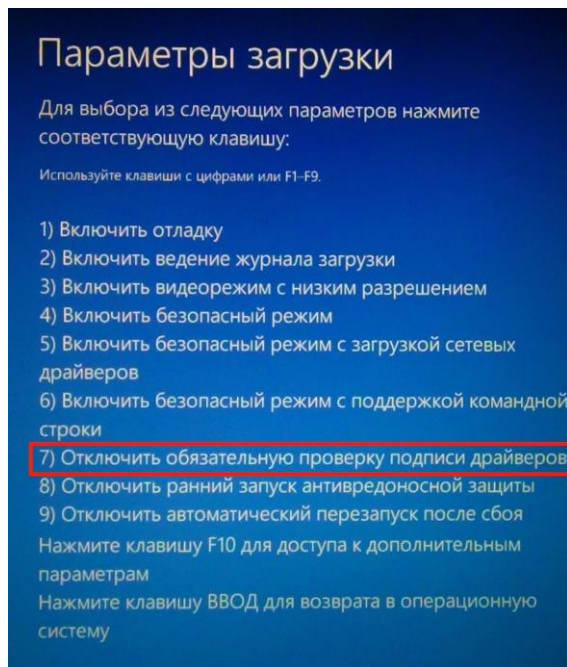 Параметры загрузки
Для выбора из следующих параметров нажмите
соответствующую клавишу:
Используйте клавиши с цифрами или F1–F9.
1) Включить отладку
2) Включить ведение журнала загрузки
3) Включить видеорежим с низким разрешением
4) Включить безопасный режим
5) Включить безопасный режим с загрузкой сетевых
драйверов
6) Включить безопасный режим с поддержкой командной
строки
7) Отключить обязательную проверку подписи драйверов
8) Отключить ранний запуск антивредоносной защиты
9) Отключить автоматический перезапуск после сбоя
Нажмите клавишу F10 для доступа к дополнительным
параметрам
Нажмите клавишу ВВОД для возврата в операционную
систему